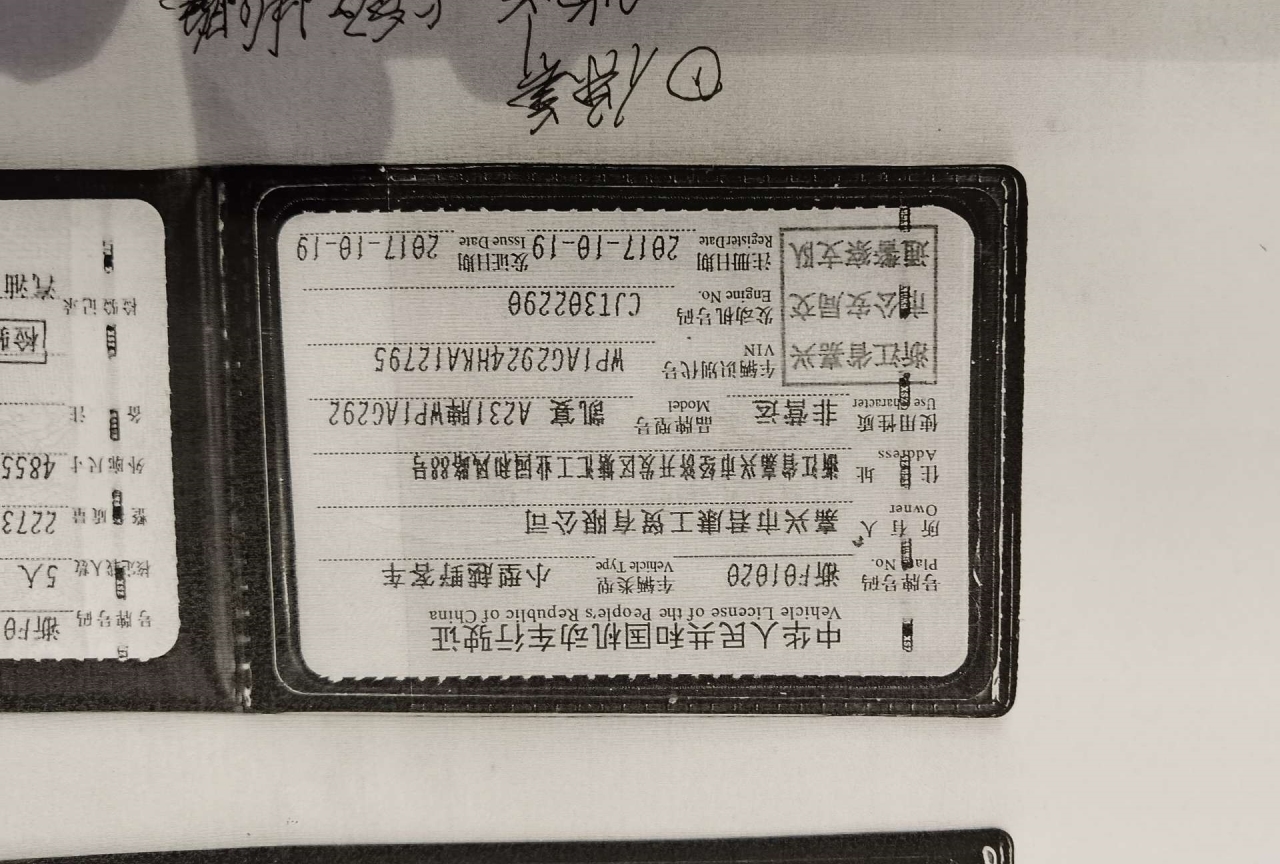 中华人民共和国机动车行驶证
Vehicle License of the People's Republic of China
号牌号码 浙F01020 车辆类型 小型越野客车
Plate No. Vehicle Type
所有人 嘉兴市君康工贸有限公司
Owner
住址 浙江省嘉兴市经济开发区塘汇工业园和风路88号
Address
使用性质 非营运 品牌型号 凯宴 A231牌WP1AG292
Use Character Model
浙江省嘉兴
市公安局交
通警察支队
车辆识别代号 WP1AG2924HKA12795
VIN
发动机号码 CJT302290
Engine No.
注册日期 2017-10-19 发证日期 2017-10-19
RegisterDate Issue Date
号牌号码 浙F0
核定载人数 5人
整备质量 2273
外廓尺寸 4855
备注
检验记录
汽油
①保养